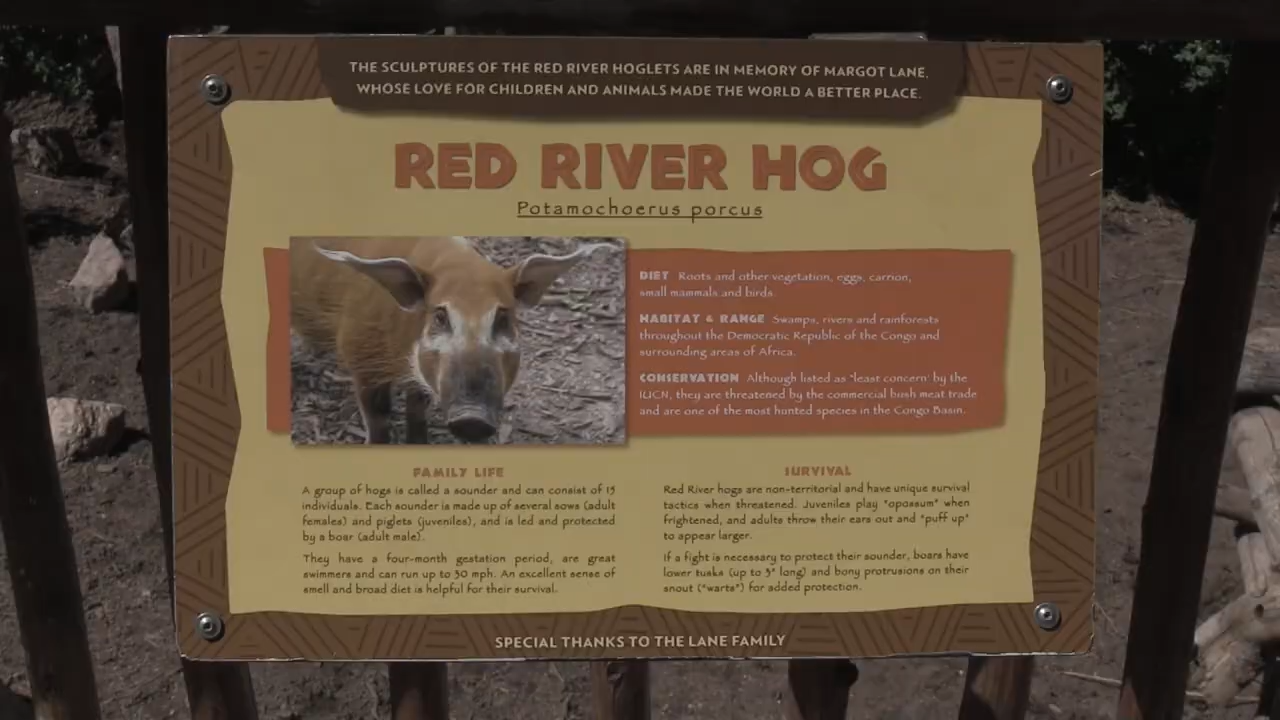 THE SCULPTURES OF THE RED RIVER HOGLETS ARE IN MEMORY OF MARGOT LANE,
WHOSE LOVE FOR CHILDREN AND ANIMALS MADE THE WORLD A BETTER PLACE.
RED RIVER HOG
Potamochoerus porcus
DIET Roots and other vegetation, eggs, carrion,
small mammals and birds.
HABITAT & RANGE Swamps, rivers and rainforests
throughout the Democratic Republic of the Congo and
surrounding areas of Africa.
CONSERVATION Although listed as "least concern" by the
IUCN, they are threatened by the commercial bush meat trade
and are one of the most hunted species in the Congo Basin.
FAMILY LIFE
A group of hogs is called a sounder and can consist of 15
individuals. Each sounder is made up of several sows (adult
females) and piglets (juveniles), and is led and protected
by a boar (adult male).
They have a four-month gestation period, are great
swimmers and can run up to 30 mph. An excellent sense of
smell and broad diet is helpful for their survival.
SURVIVAL
Red River hogs are non-territorial and have unique survival
tactics when threatened. Juveniles play "opossum" when
frightened, and adults throw their ears out and "puff up"
to appear larger.
If a fight is necessary to protect their sounder, boars have
lower tusks (up to 3" long) and bony protrusions on their
snout ("warts") for added protection.
SPECIAL THANKS TO THE LANE FAMILY